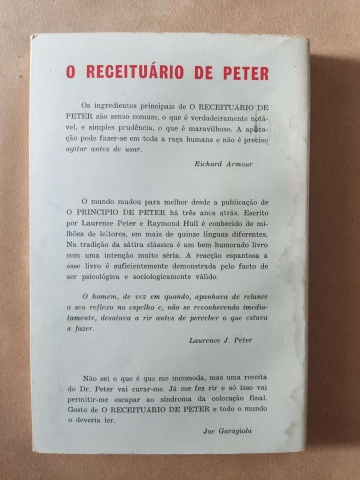 O RECEITUÁRIO DE PETER
Os ingredientes principais de O RECEITUÁRIO DE
PETER são senso comum, o que é verdadeiramente notá-
vel, e simples prudência, o que é maravilhoso. A aplica-
ção pode fazer-se em toda a raça humana e não é preciso
agitar antes de usar.
Richard Armour
O mundo mudou para melhor desde a publicação de
O PRINCIPIO DE PETER há três anos atrás. Escrito
por Laurence Peter e Raymond Hull é conhecido de mi-
lhões de leitores, em mais de quinze línguas diferentes.
Na tradição da sátira clássica é um bem humorado livro
com uma intenção muito séria. A reacção espantosa a
esse livro é suficientemente demonstrada pelo facto de
ser psicológica e sociologicamente válido.
O homem, de vez em quando, apanhava de relance
o seu reflexo no espelho e, não se reconhecendo imedia-
tamente, desatava a rir antes de perceber o que estava
a fazer.
Laurence J. Peter
Não sei o que é que me incomoda, mas uma receita
do Dr. Peter vai curar-me. Já me fez rir e só isso vai
permitir-me escapar ao síndroma da colocação final.
Gosto de O RECEITUÁRIO DE PETER e todo o mundo
o deveria ler.
Joe Garagiola